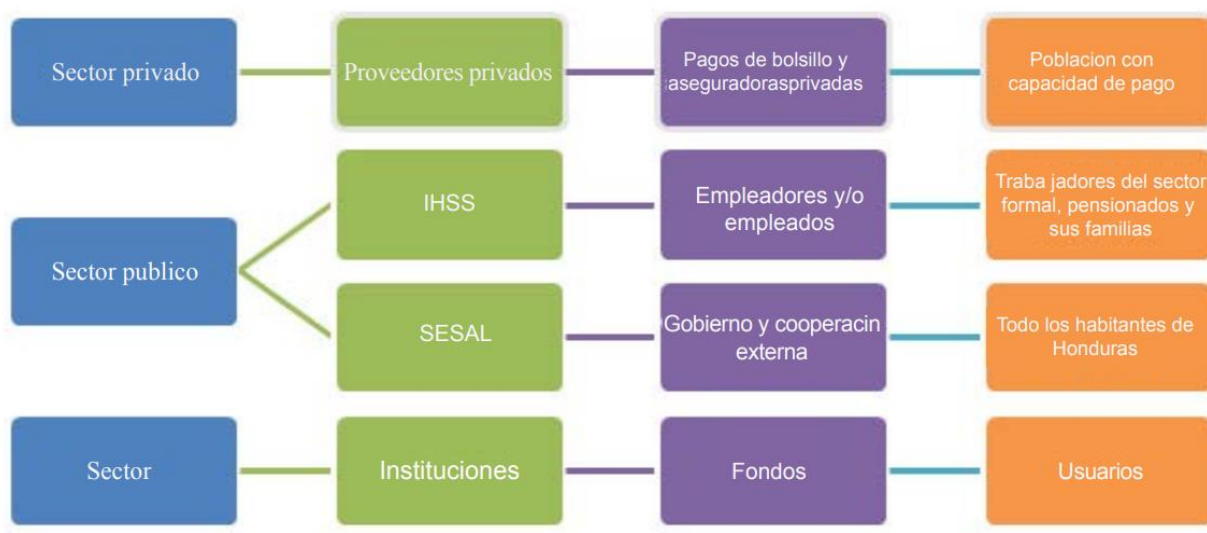 Sector privado
Proveedores privados
Pagos de bolsillo y
aseguradorasprivadas
Poblacion con
capacidad de pago
Sector publico
IHSS
Empleadores y/o
empleados
Traba jadores del sector
formal, pensionados y
sus familias
SESAL
Gobierno y cooperacin
externa
Todo los habitantes de
Honduras
Sector
Instituciones
Fondos
Usuarios